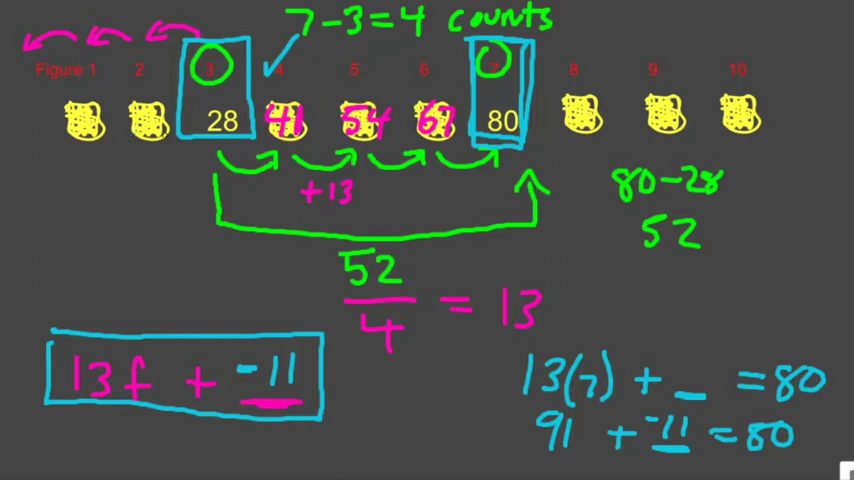 7-3=4 counts
Figure 1 2 3 4 5 6 7 8 9 10
28 41 54 67 80
+13
80-28
52
52
4
= 13
13f + -11
13(7) + _ = 80
91 + -11 = 80